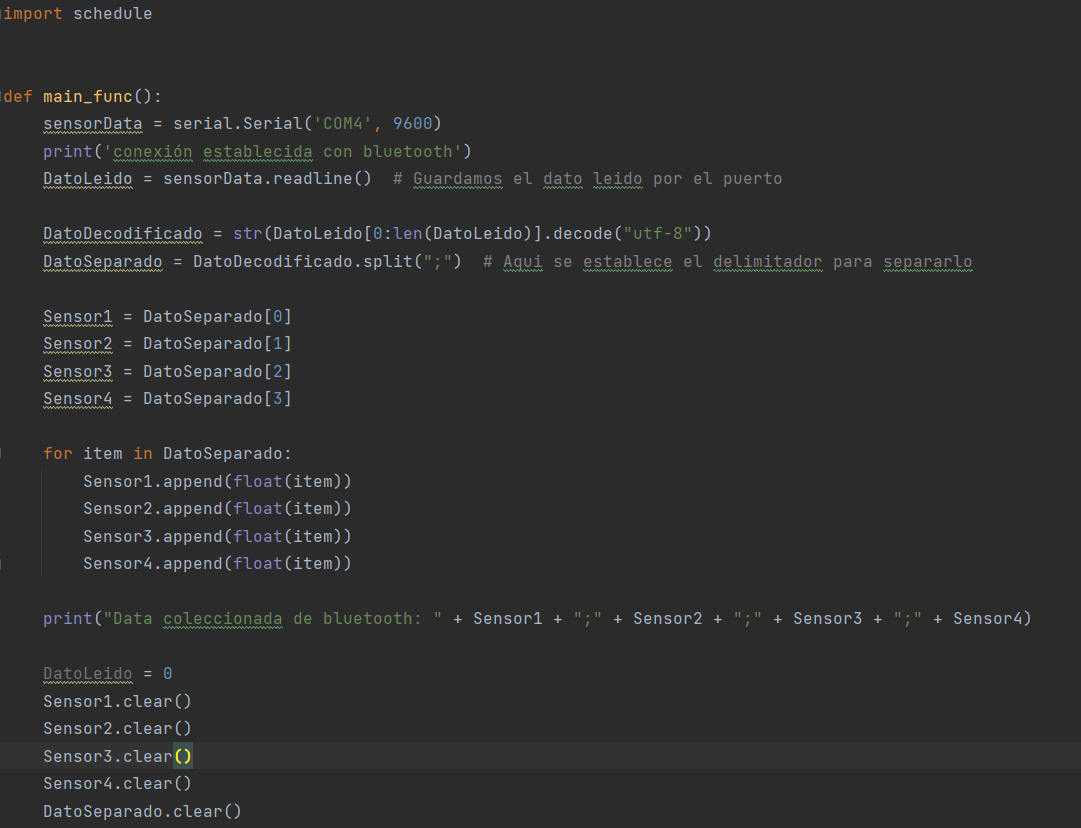 import schedule
def main_func():
    sensorData = serial.Serial('COM4', 9600)
    print('conexión establecida con bluetooth')
    DatoLeido = sensorData.readline()  # Guardamos el dato leido por el puerto
    DatoDecodificado = str(DatoLeido[0:len(DatoLeido)].decode("utf-8"))
    DatoSeparado = DatoDecodificado.split(";")  # Aqui se establece el delimitador para separarlo
    Sensor1 = DatoSeparado[0]
    Sensor2 = DatoSeparado[1]
    Sensor3 = DatoSeparado[2]
    Sensor4 = DatoSeparado[3]
    for item in DatoSeparado:
        Sensor1.append(float(item))
        Sensor2.append(float(item))
        Sensor3.append(float(item))
        Sensor4.append(float(item))
    print("Data coleccionada de bluetooth: " + Sensor1 + ";" + Sensor2 + ";" + Sensor3 + ";" + Sensor4)
    DatoLeido = 0
    Sensor1.clear()
    Sensor2.clear()
    Sensor3.clear()
    Sensor4.clear()
    DatoSeparado.clear()